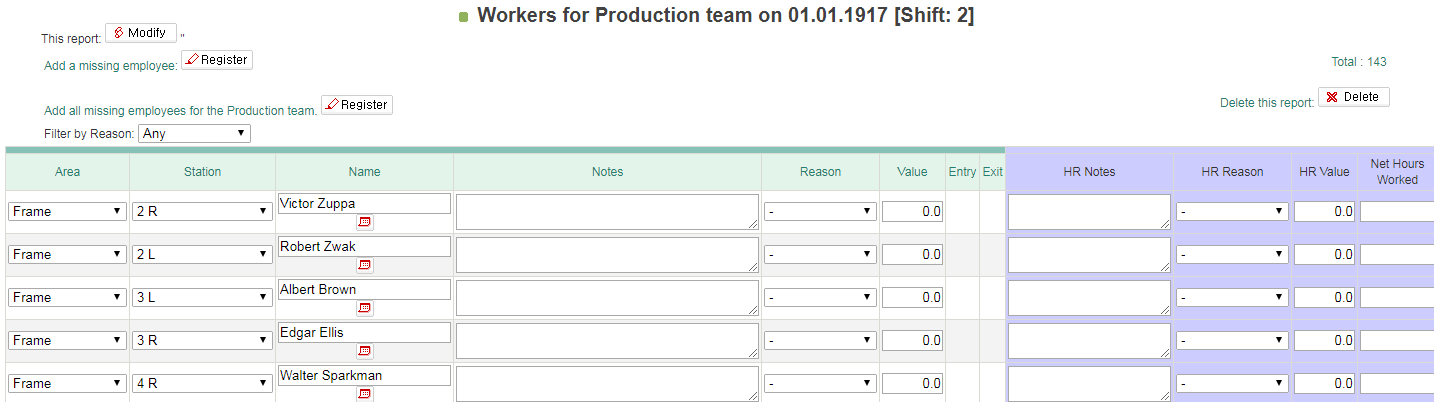 Workers for Production team on 01.01.1917 [Shift: 2]
This report: Modify "
Add a missing employee: Register
Total : 143
Add all missing employees for the Production team. Register
Delete this report: Delete
Filter by Reason: Any
Area Station Name Notes Reason Value Entry Exit HR Notes HR Reason HR Value Net Hours Worked
Frame 2 R Victor Zuppa - 0.0 - 0.0
Frame 2 L Robert Zwak - 0.0 - 0.0
Frame 3 L Albert Brown - 0.0 - 0.0
Frame 3 R Edgar Ellis - 0.0 - 0.0
Frame 4 R Walter Sparkman - 0.0 - 0.0